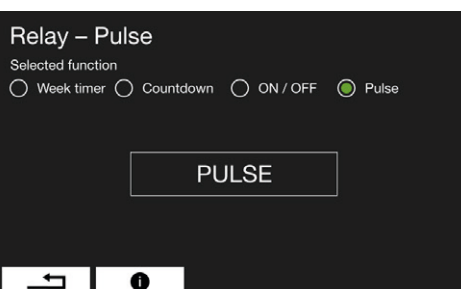 Relay – Pulse
Selected function
Week timer Countdown ON / OFF Pulse
PULSE
i